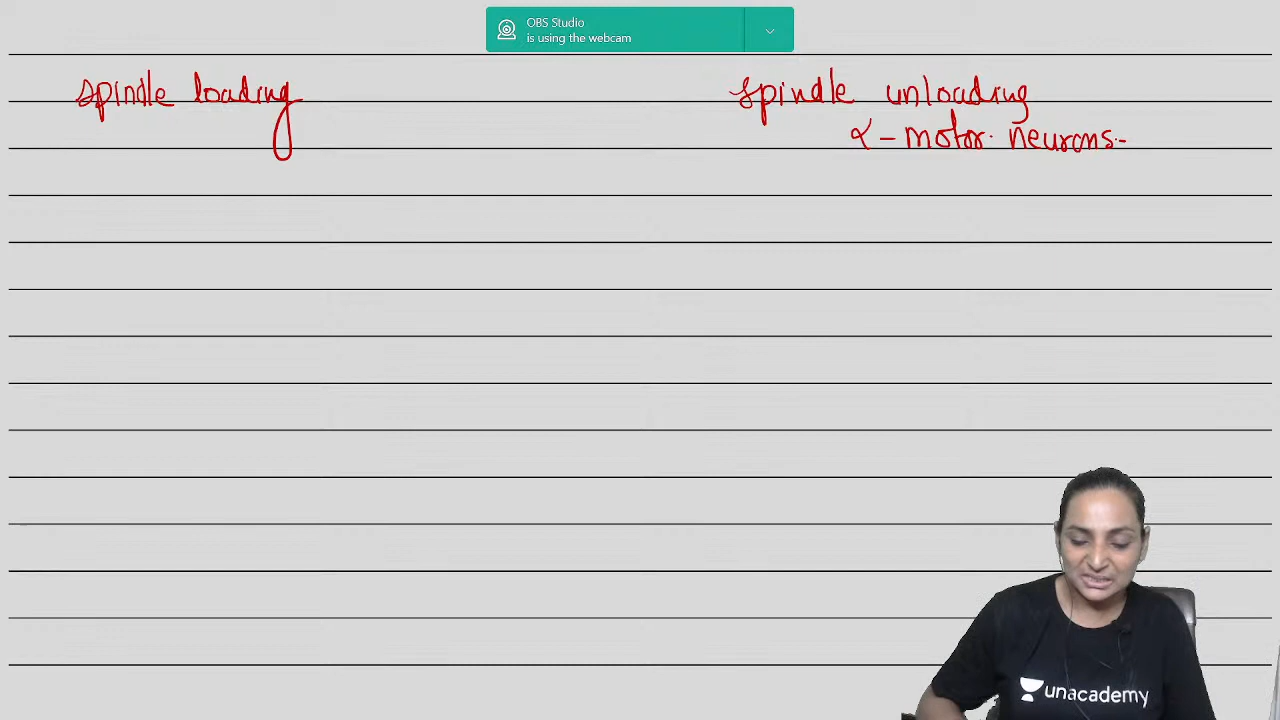 OBS Studio
is using the webcam
spindle loading
spindle unloading
α - motor neurons.-
unacademy